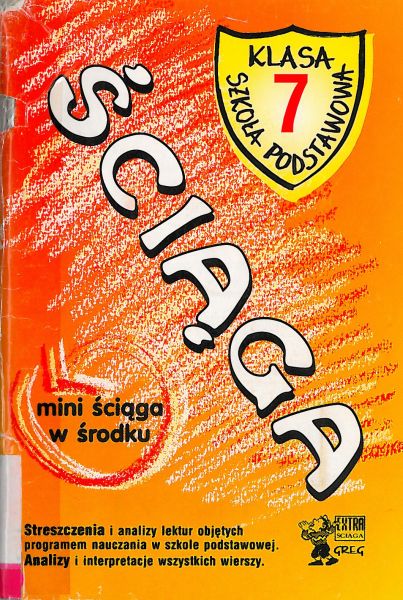 KLASA
7
SZKOŁA PODSTAWOWA
ŚCIĄGA
mini ściąga
w środku
Streszczenia i analizy lektur objętych
programem nauczania w szkole podstawowej.
Analizy i interpretacje wszystkich wierszy.
EXTRA
ŚCIĄGA
GREG